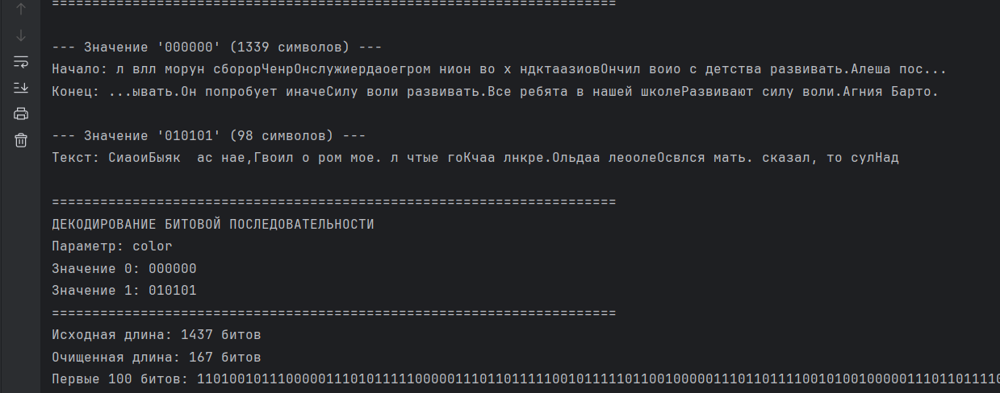 ======================================================================
--- Значение '000000' (1339 символов) ---
Начало: л влл морун сборорЧенрОнслужиердаоегром нион во х ндктаазиовОнчил воио с детства развивать.Алеша пос...
Конец: ...ывать.Он попробует иначеСилу воли развивать.Все ребята в нашей школеРазвивают силу воли.Агния Барто.
--- Значение '010101' (98 символов) ---
Текст: СиаоиБыяк  ас нае,Гвоил о ром мое. л чтые гоКчаа лнкре.Ольдаа леоолеОсвлся мать. сказал, то сулНад
======================================================================
ДЕКОДИРОВАНИЕ БИТОВОЙ ПОСЛЕДОВАТЕЛЬНОСТИ
Параметр: color
Значение 0: 000000
Значение 1: 010101
======================================================================
Исходная длина: 1437 битов
Очищенная длина: 167 битов
Первые 100 битов: 11010010111000001110101111110000011101101111100101111101100100000111011011110010100100000111011011110